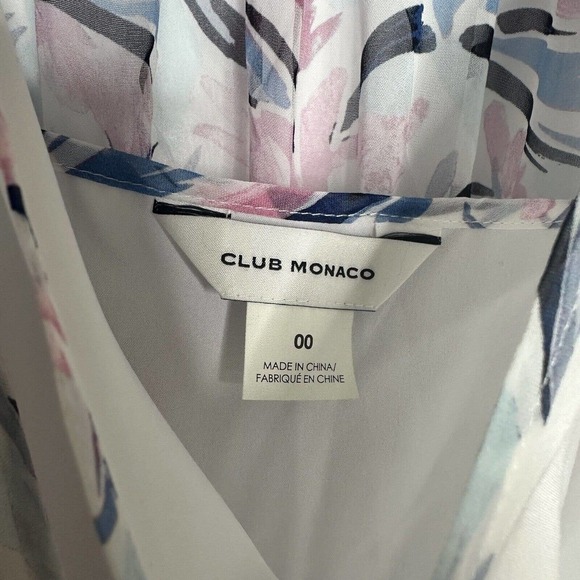 CLUB MONACO
00
MADE IN CHINA/
FABRIQUÉ EN CHINE